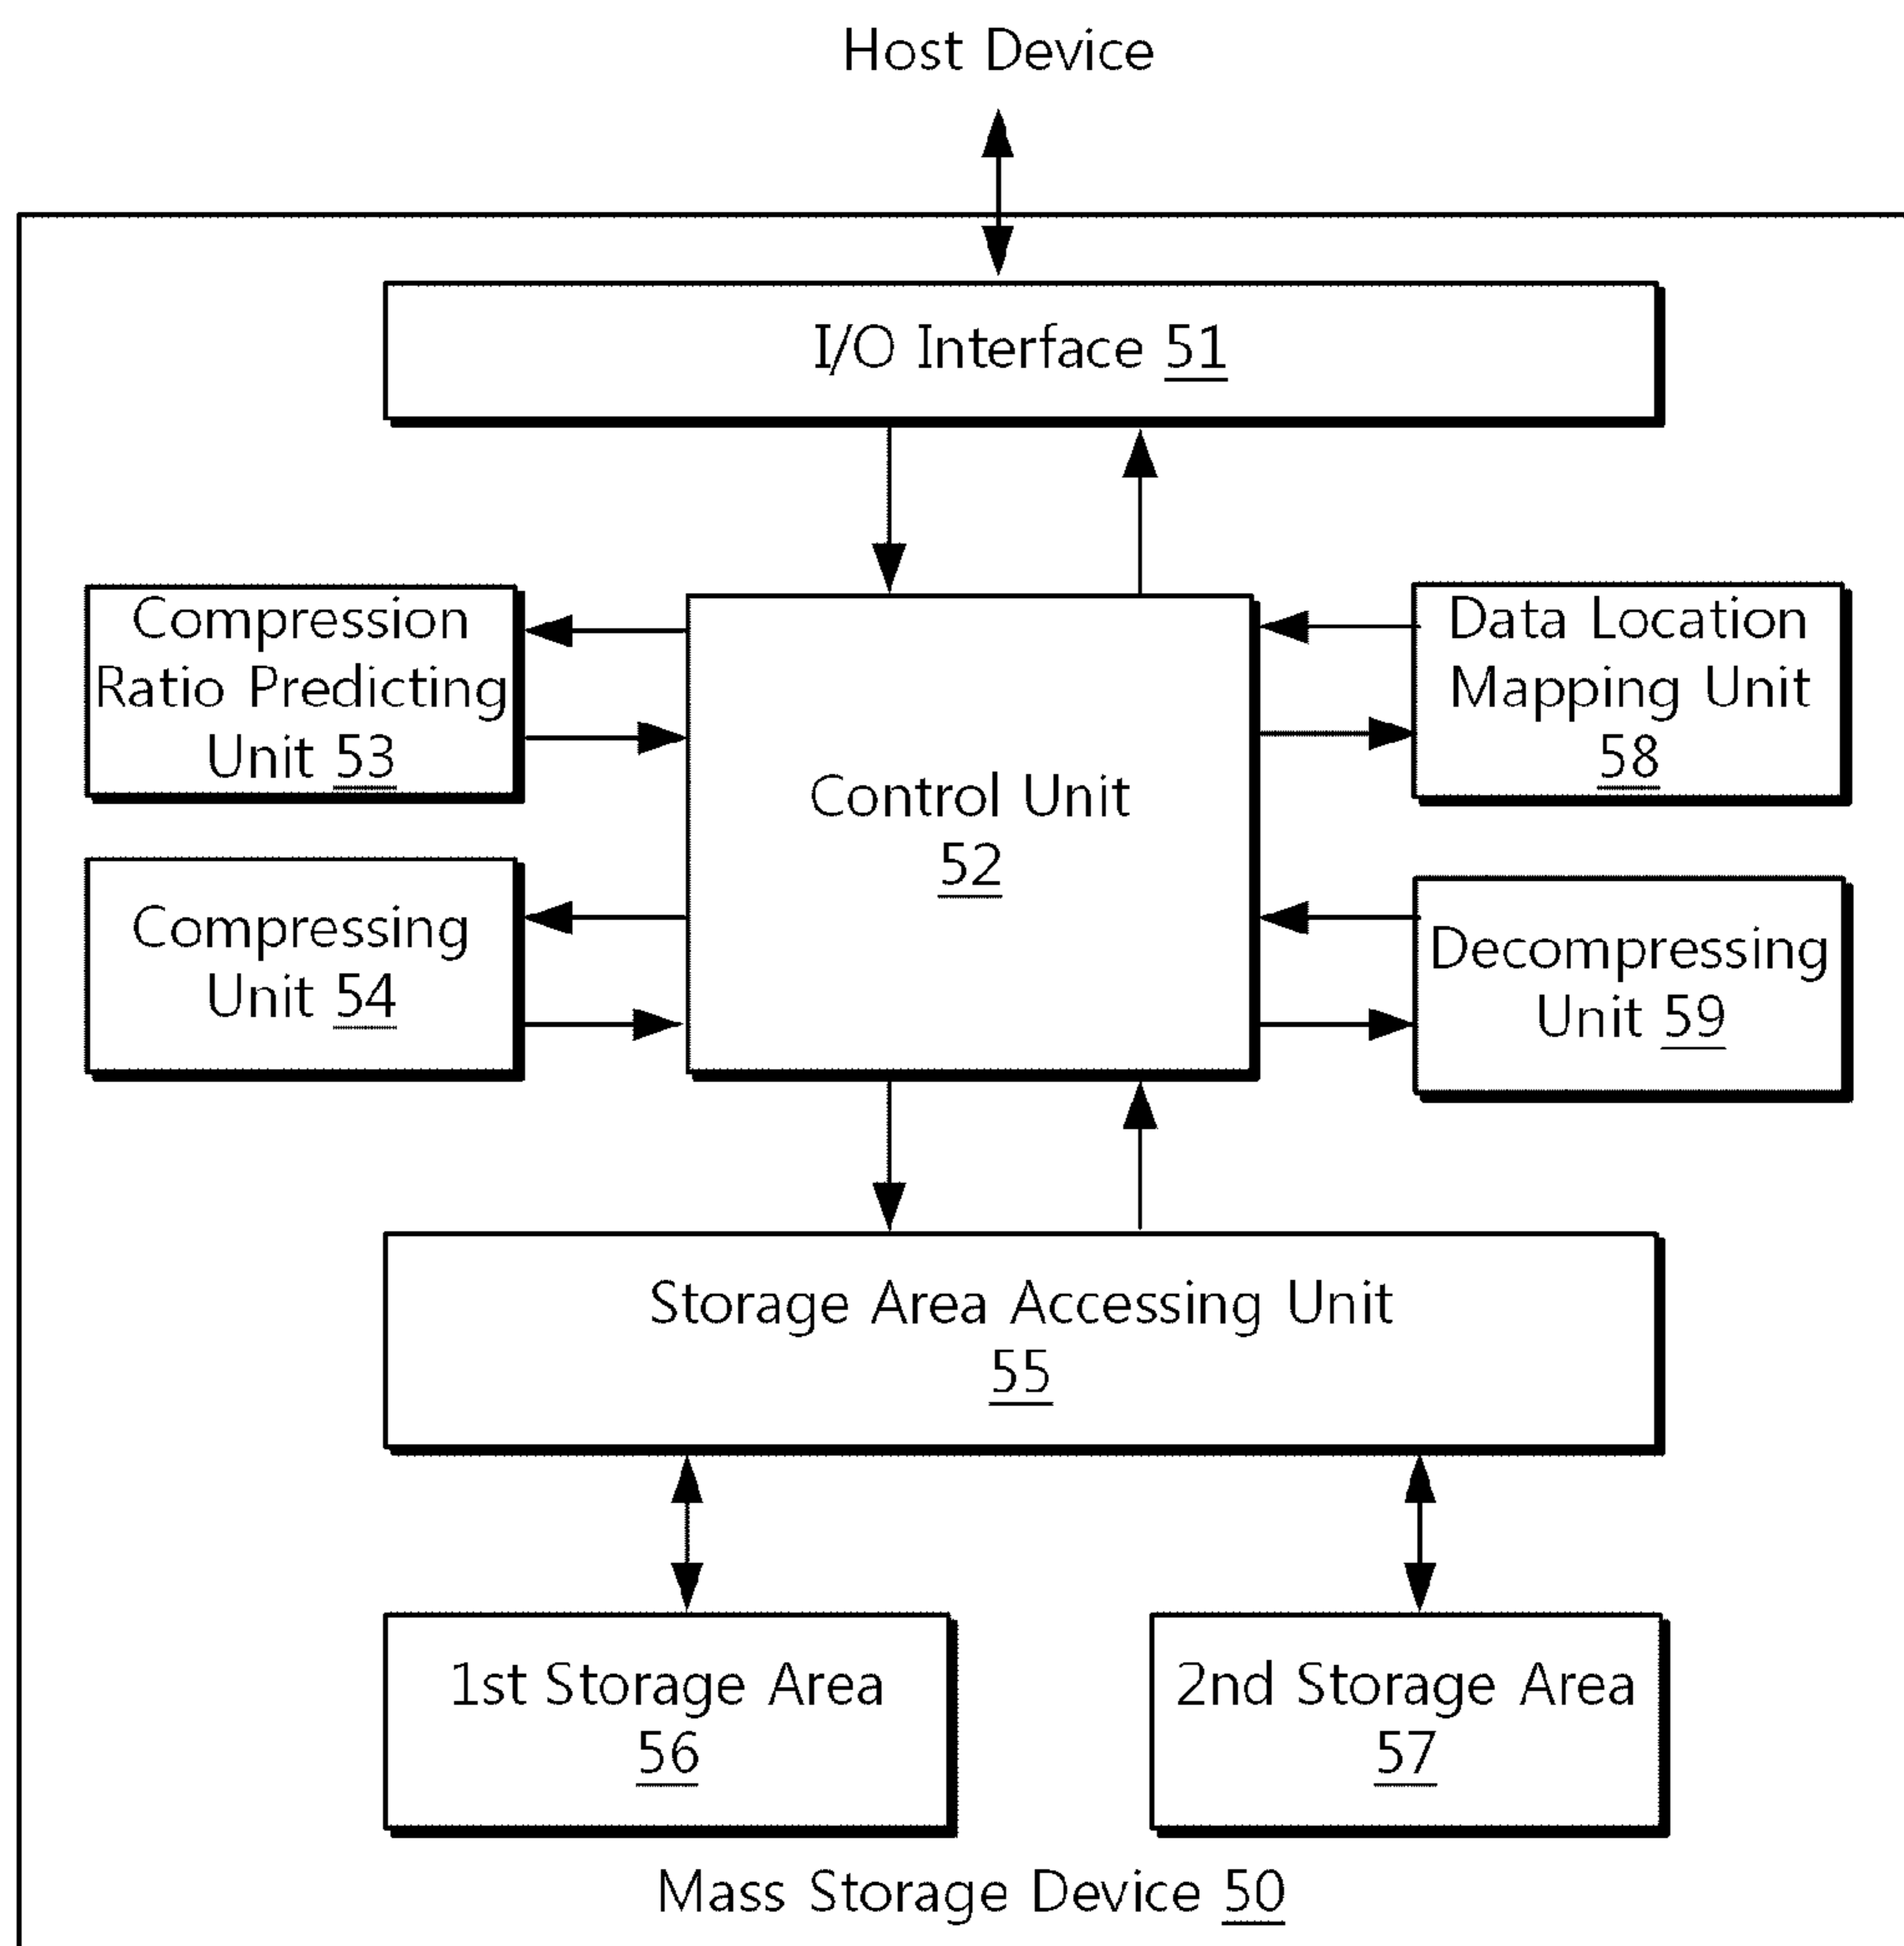 Host Device
I/O Interface 51
Compression
Ratio Predicting
Unit 53
Data Location
Mapping Unit
58
Control Unit
52
Compressing
Unit 54
Decompressing
Unit 59
Storage Area Accessing Unit
55
1st Storage Area
56
2nd Storage Area
57
Mass Storage Device 50